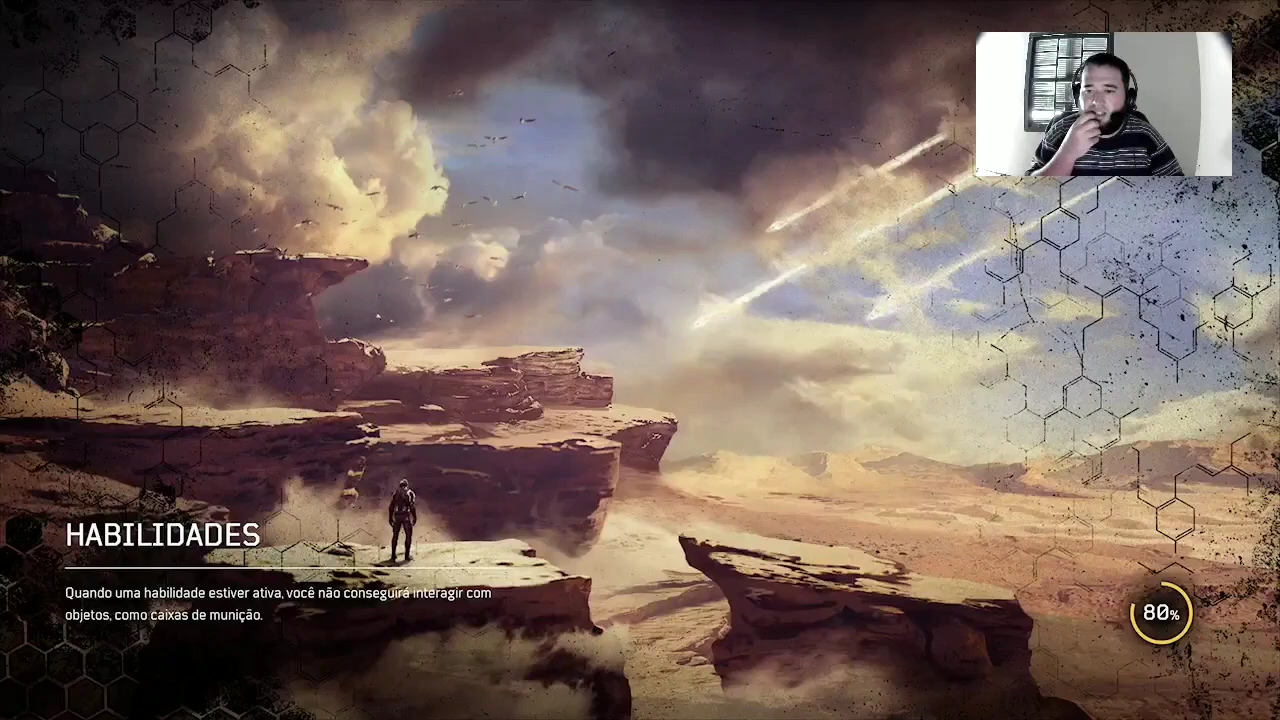 HABILIDADES
Quando uma habilidade estiver ativa, você não conseguirá interagir com
objetos, como caixas de munição.
80%